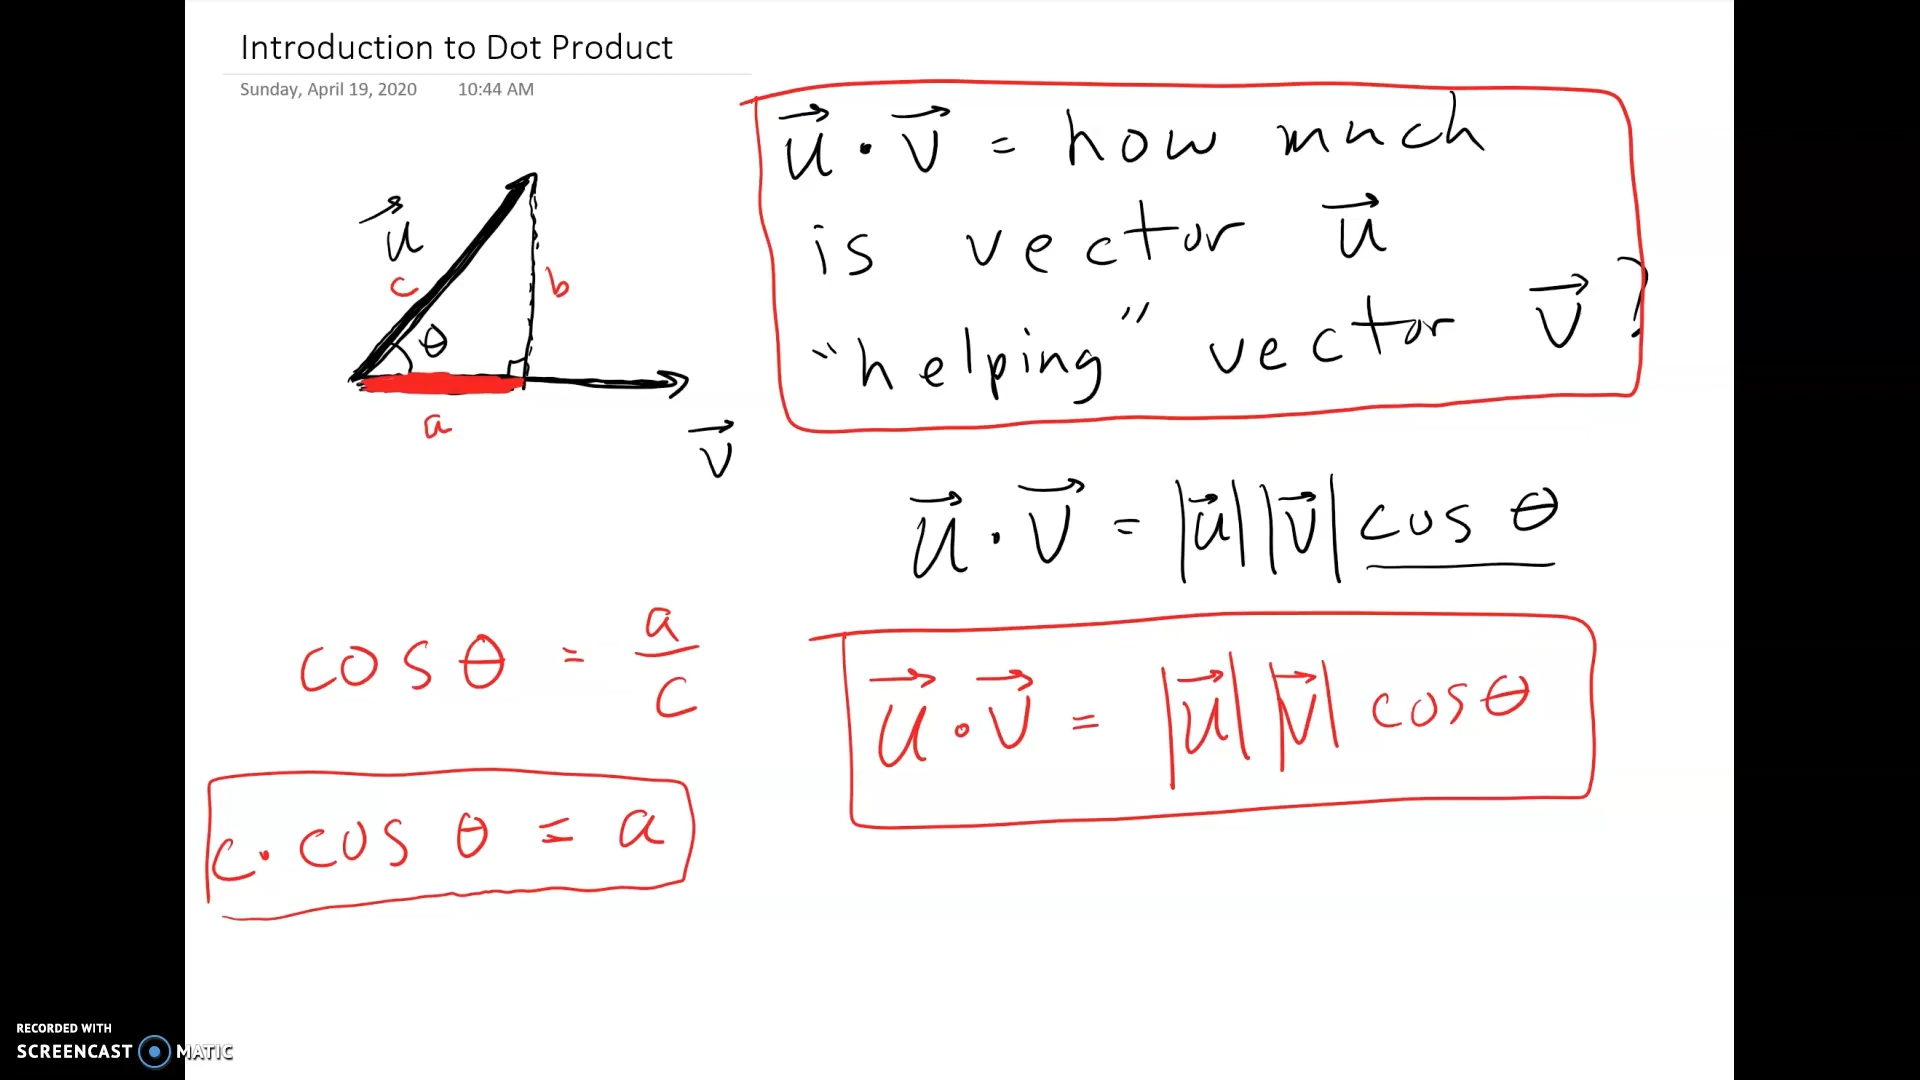 Introduction to Dot Product
Sunday, April 19, 2020 10:44 AM
u⃗ · v⃗ = how much
is vector u⃗
"helping" vector v⃗ ?
u⃗
c
b
θ
a
v⃗
u⃗ · v⃗ = |u⃗| |v⃗| cos θ
cos θ = a/c
u⃗ · v⃗ = |u⃗| |v⃗| cos θ
c · cos θ = a
RECORDED WITH
SCREENCAST MATIC